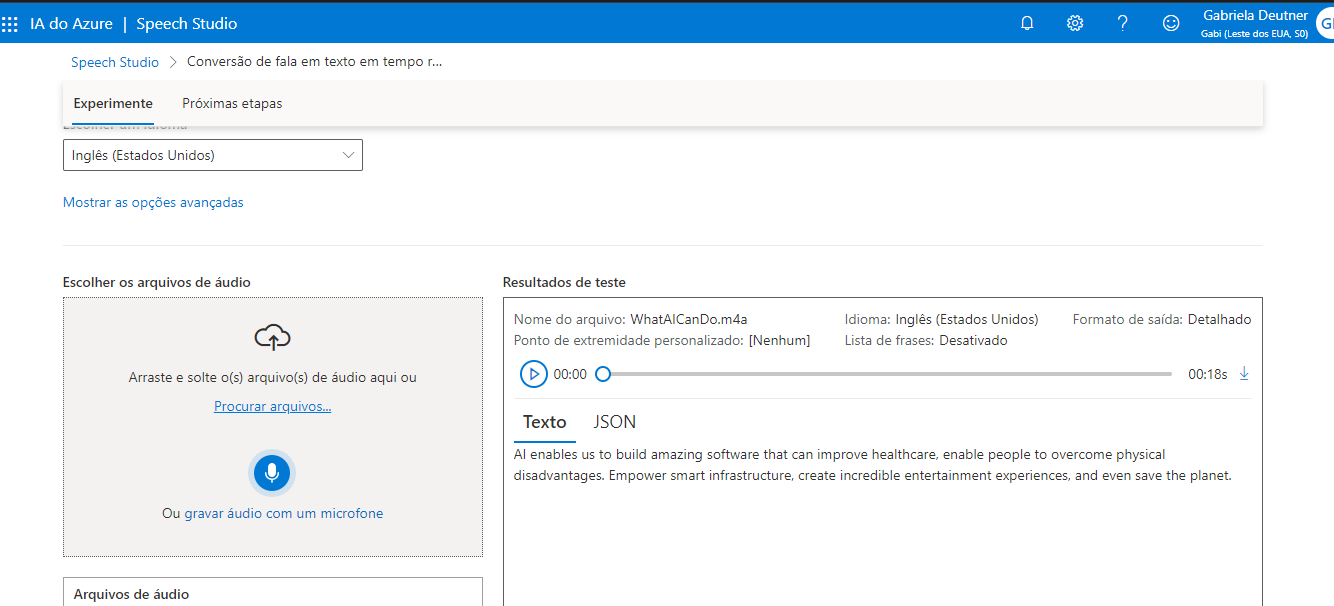 IA do Azure | Speech Studio
Gabriela Deutner
Gabi (Leste dos EUA, S0)
Speech Studio > Conversão de fala em texto em tempo r...
Experimente Próximas etapas
Escolher um idioma
Inglês (Estados Unidos)
Mostrar as opções avançadas
Escolher os arquivos de áudio
Arraste e solte o(s) arquivo(s) de áudio aqui ou
Procurar arquivos...
Ou gravar áudio com um microfone
Arquivos de áudio
Resultados de teste
Nome do arquivo: WhatAICanDo.m4a Idioma: Inglês (Estados Unidos) Formato de saída: Detalhado
Ponto de extremidade personalizado: [Nenhum] Lista de frases: Desativado
00:00 00:18s
Texto JSON
AI enables us to build amazing software that can improve healthcare, enable people to overcome physical
disadvantages. Empower smart infrastructure, create incredible entertainment experiences, and even save the planet.